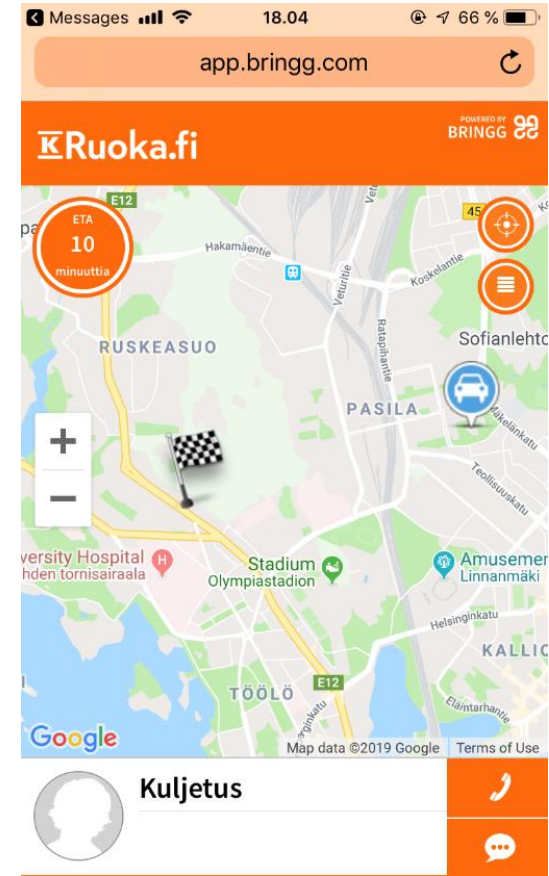 Messages 18.04 66 %
app.bringg.com
K Ruoka.fi
POWERED BY
BRINGG
E12
45
ETA
10
minuuttia
Hakamäentie
Veturitie
Koskelantie
Ratapihantie
Sofianlehto
RUSKEASUO
PASILA
Mäkelänkatu
+
Teollisuuskatu
−
versity Hospital
hden tornisairaala
H
Stadium
Olympiastadion
Amusemen
Linnanmäki
Helsinginkatu
KALLIO
E12
TÖÖLÖ
Eläintarhantie
Google
Map data ©2019 Google
Terms of Use
Kuljetus